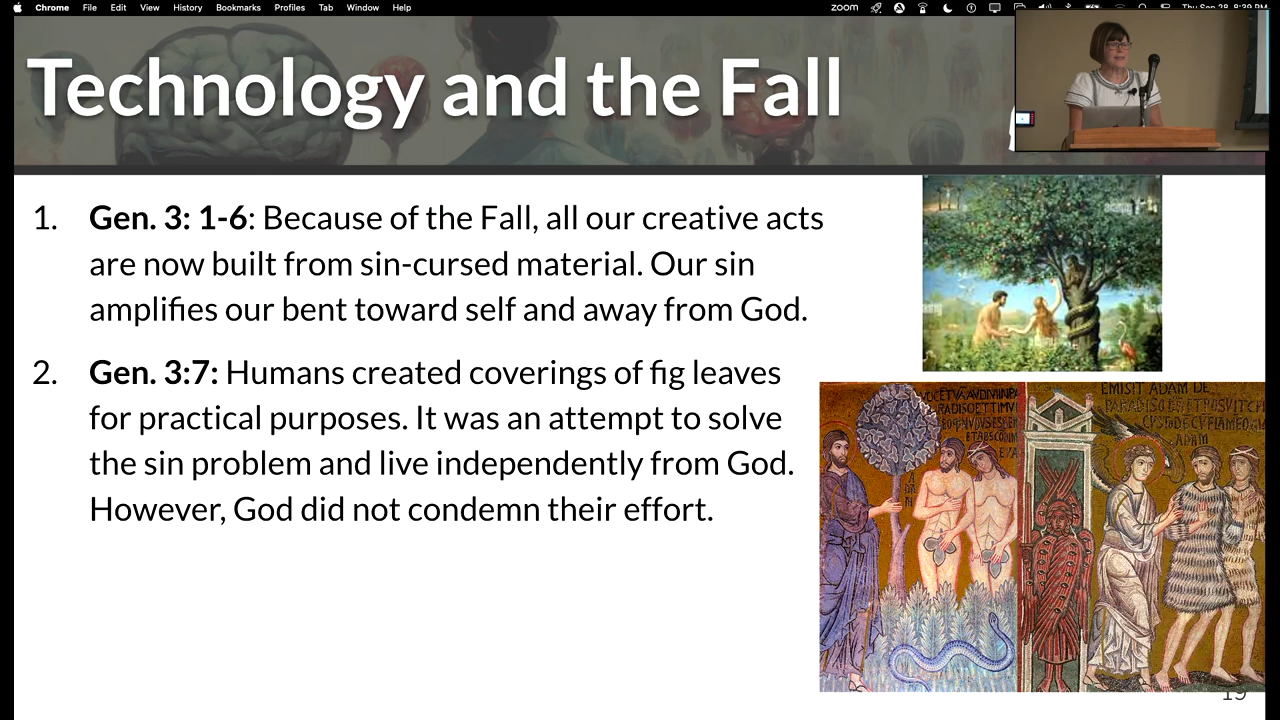 Chrome File Edit View History Bookmarks Profiles Tab Window Help
zoom
Thu Sep 28 8:39 PM
Technology and the Fall
1. Gen. 3: 1-6: Because of the Fall, all our creative acts
are now built from sin-cursed material. Our sin
amplifies our bent toward self and away from God.
2. Gen. 3:7: Humans created coverings of fig leaves
for practical purposes. It was an attempt to solve
the sin problem and live independently from God.
However, God did not condemn their effort.
EMISIT ADAM DE
19